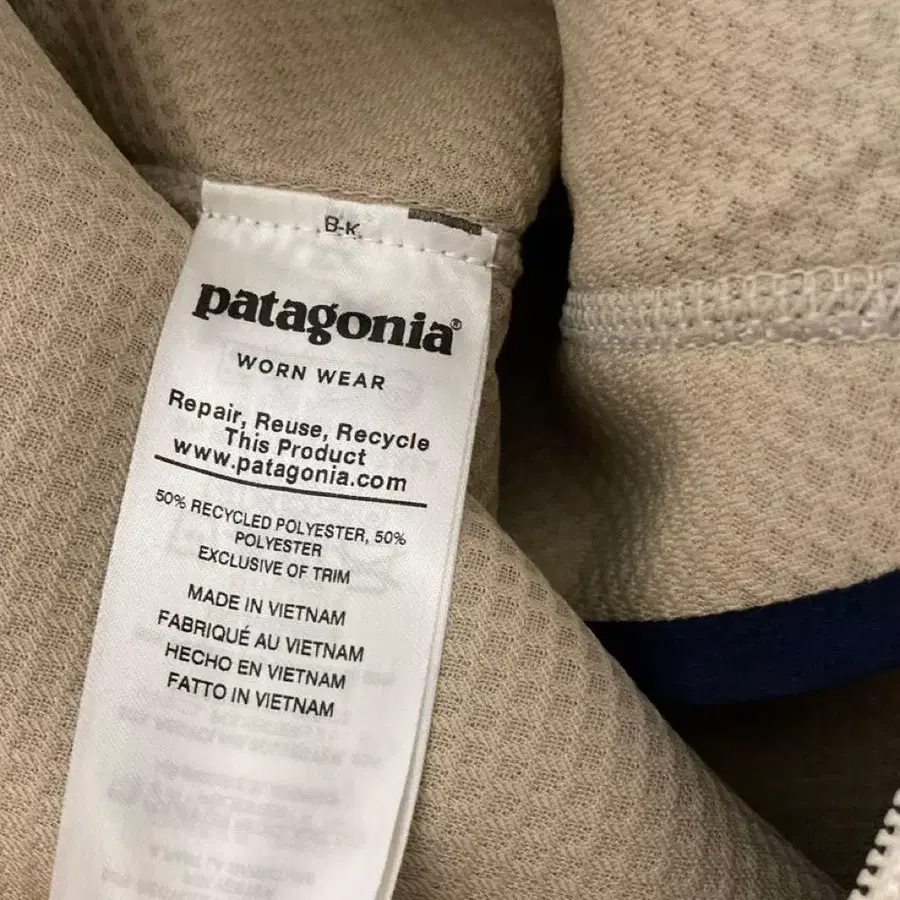 B-K
patagonia®
WORN WEAR
Repair, Reuse, Recycle
This Product
www.patagonia.com
50% RECYCLED POLYESTER, 50%
POLYESTER
EXCLUSIVE OF TRIM
MADE IN VIETNAM
FABRIQUÉ AU VIETNAM
HECHO EN VIETNAM
FATTO IN VIETNAM